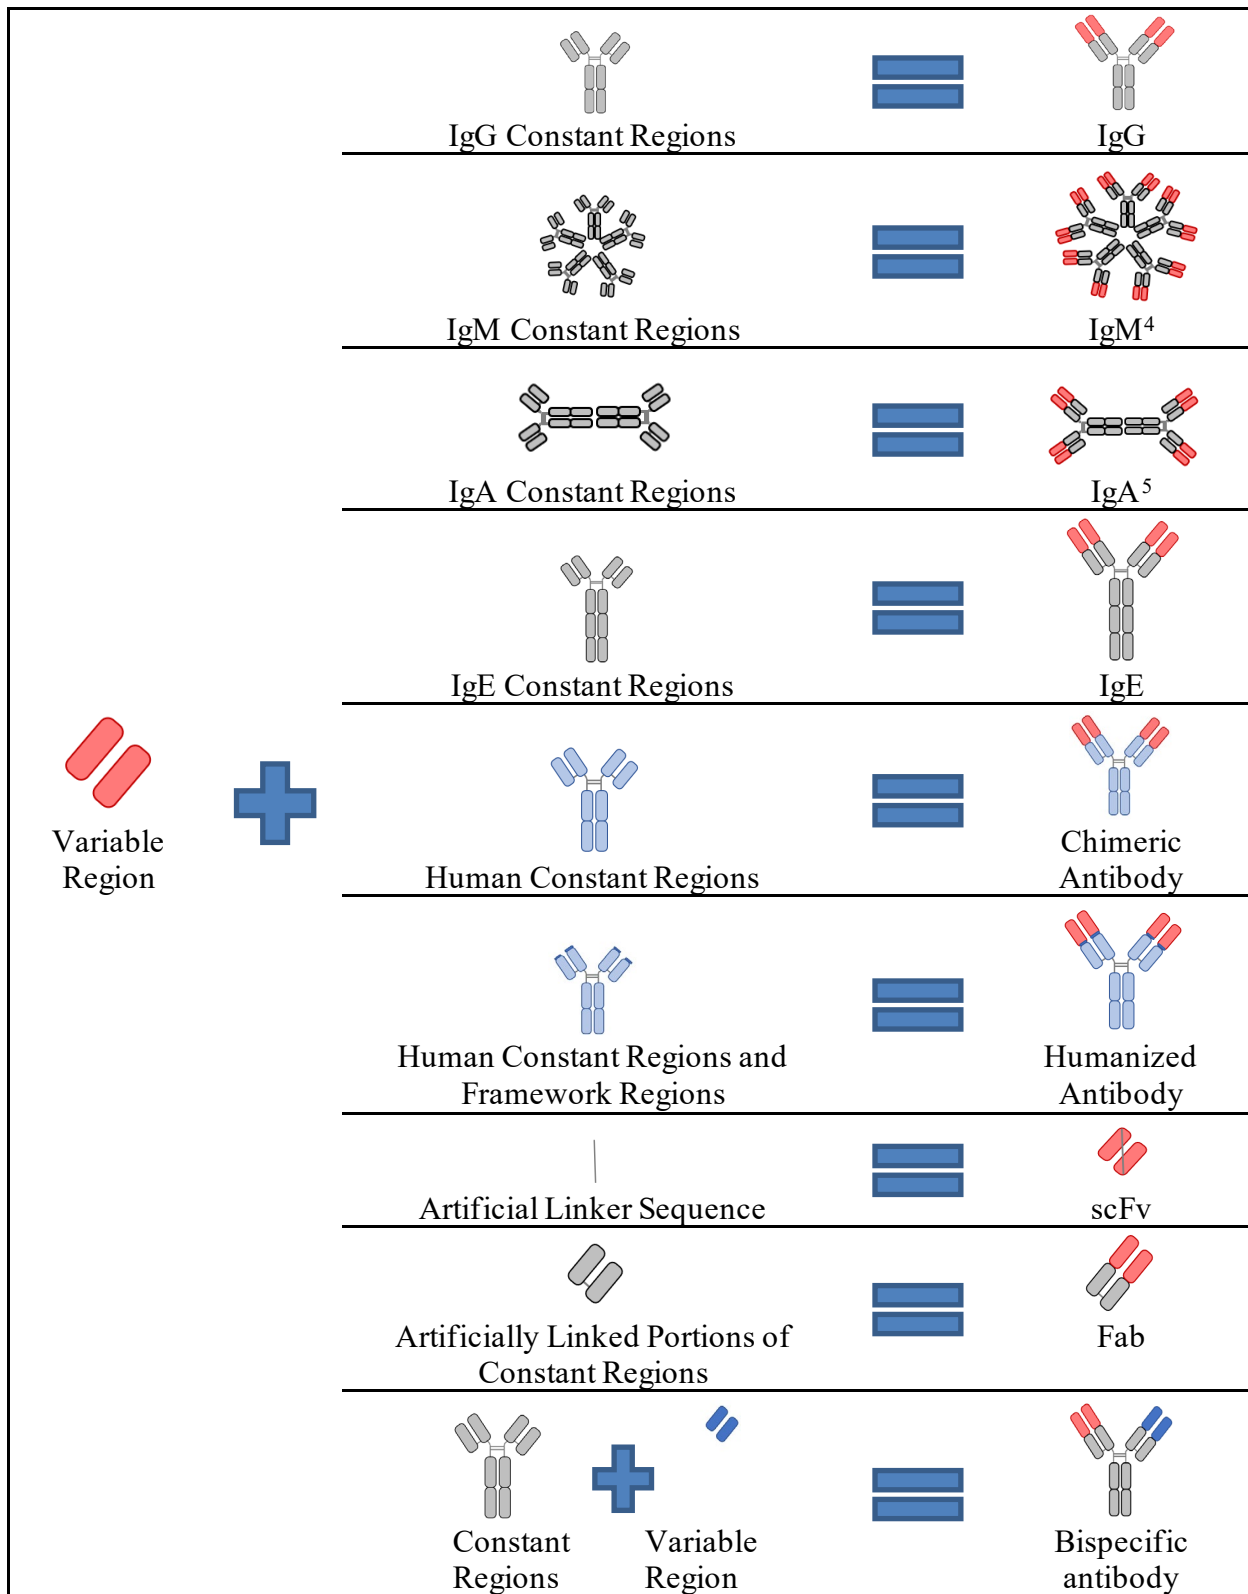 IgG Constant Regions
IgG
IgM Constant Regions
IgM⁴
IgA Constant Regions
IgA⁵
IgE Constant Regions
IgE
Variable
Region
Human Constant Regions
Chimeric
Antibody
Human Constant Regions and
Framework Regions
Humanized
Antibody
Artificial Linker Sequence
scFv
Artificially Linked Portions of
Constant Regions
Fab
Constant
Regions
Variable
Region
Bispecific
antibody